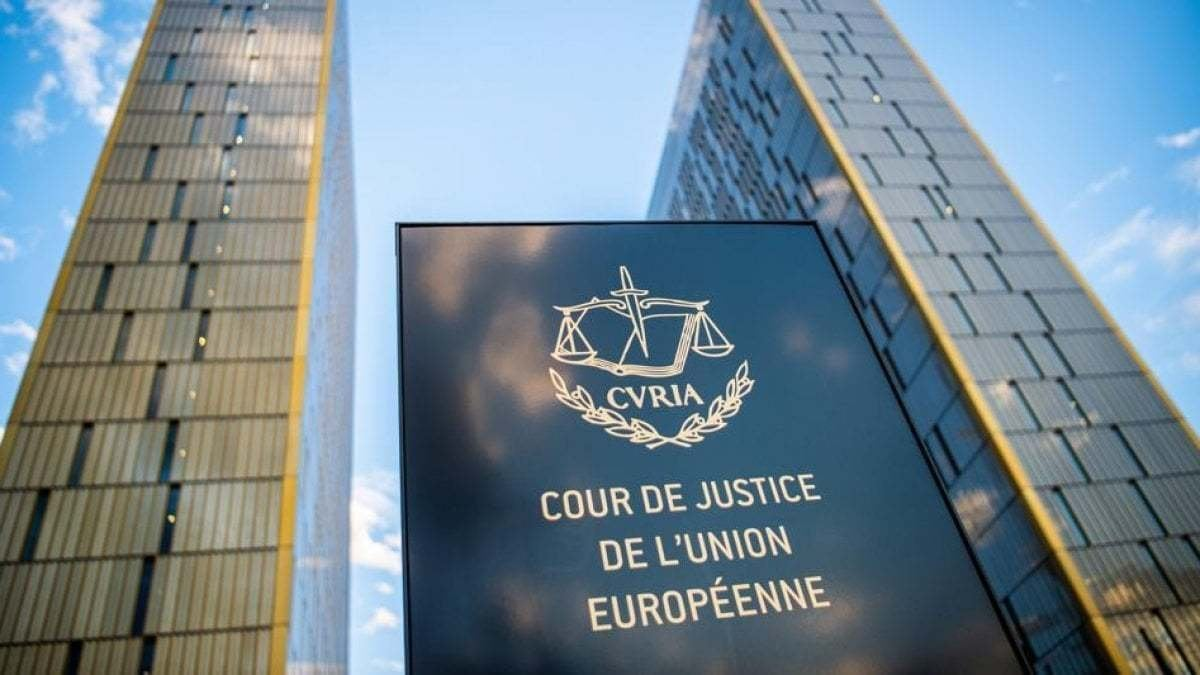 CVRIA
COUR DE JUSTICE
DE L'UNION
EUROPÉENNE